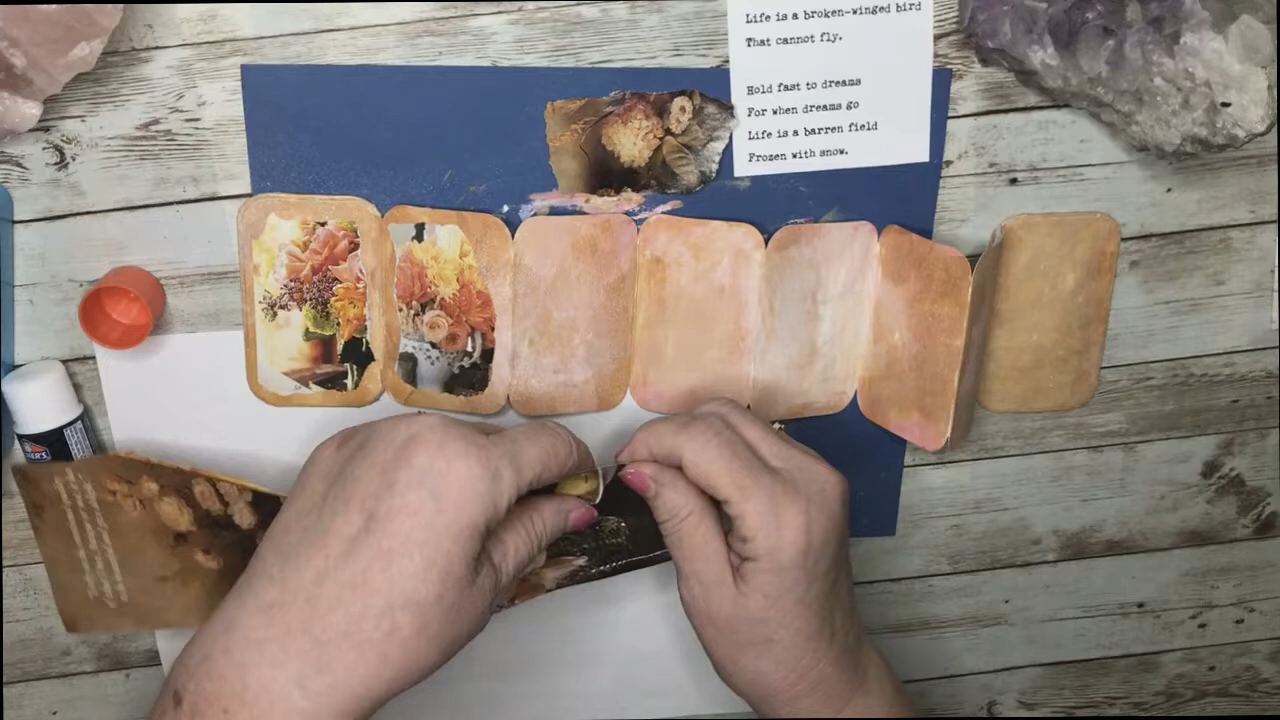 Life is a broken-winged bird
That cannot fly.
Hold fast to dreams
For when dreams go
Life is a barren field
Frozen with snow.